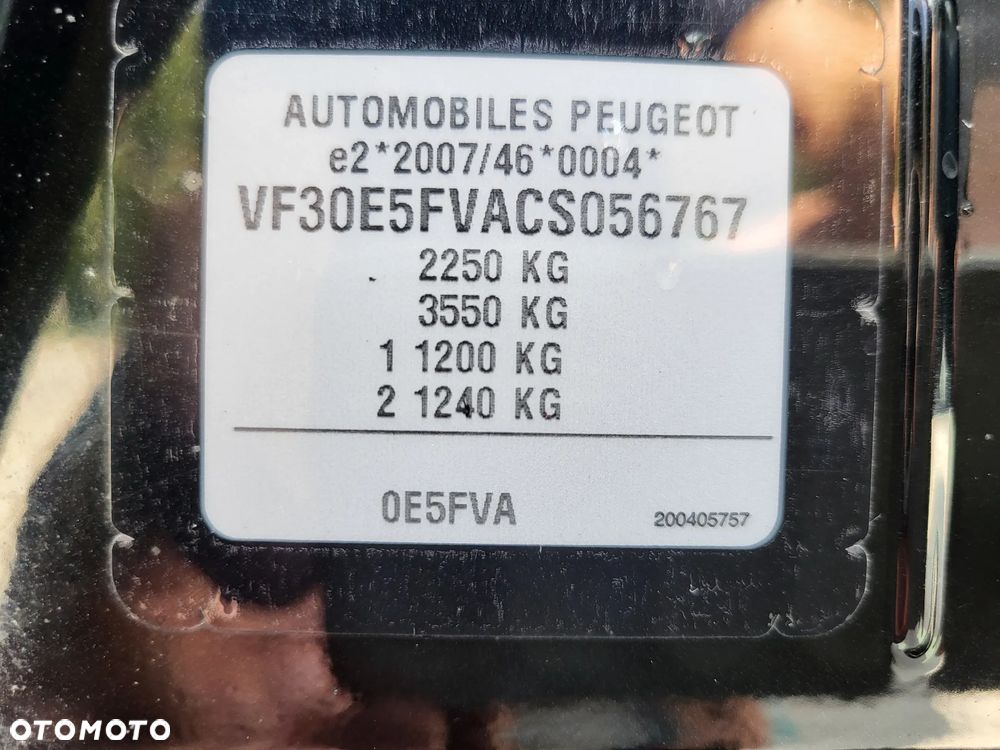 AUTOMOBILES PEUGEOT
e2*2007/46*0004*
VF30E5FVACS056767
2250 KG
3550 KG
1 1200 KG
2 1240 KG
0E5FVA
200405757
OTOMOTO